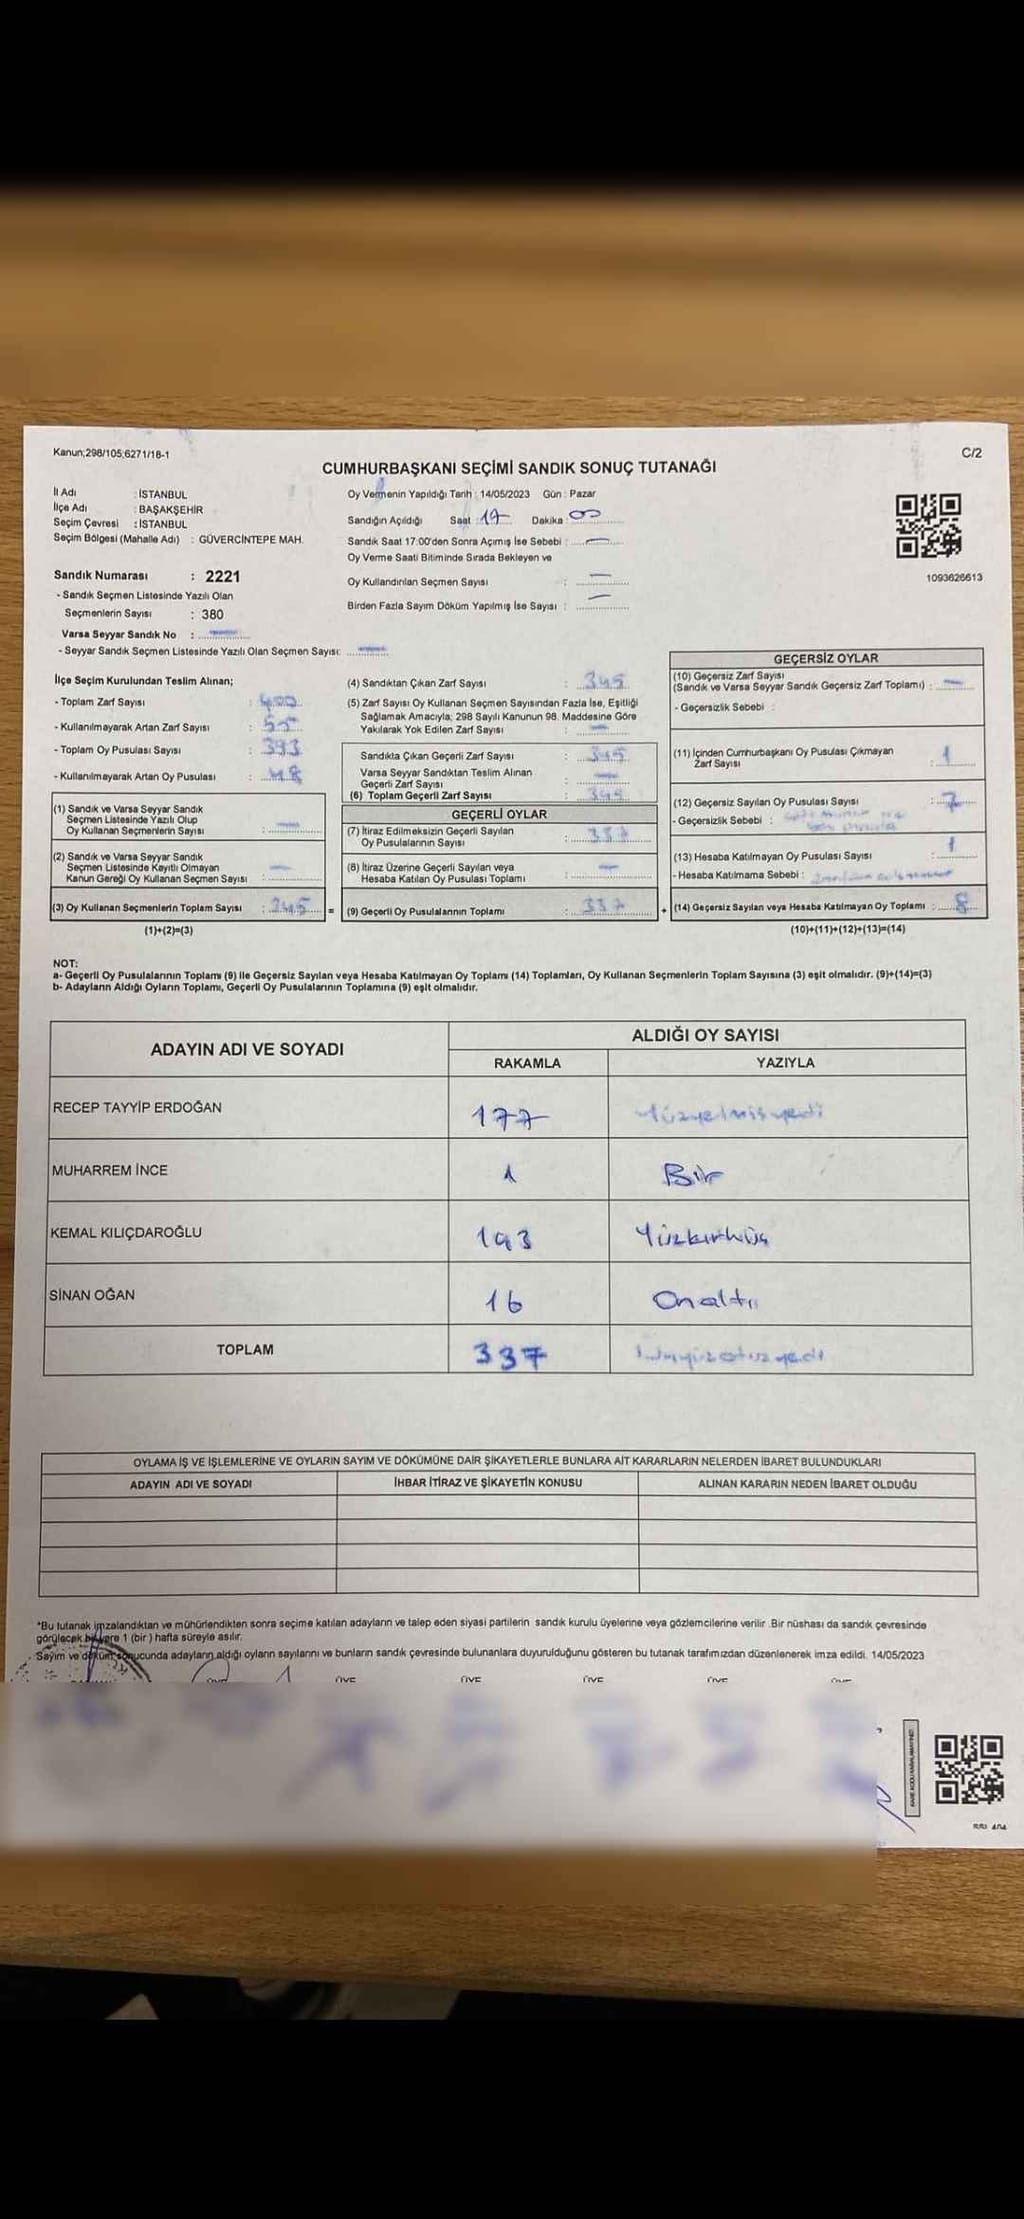 Kanun;298/105;6271/18-1
C/2
CUMHURBAŞKANI SEÇİMİ SANDIK SONUÇ TUTANAĞI
İl Adı : İSTANBUL
İlçe Adı : BAŞAKŞEHİR
Seçim Çevresi : İSTANBUL
Seçim Bölgesi (Mahalle Adı) : GÜVERCİNTEPE MAH.
Sandık Numarası : 2221
- Sandık Seçmen Listesinde Yazılı Olan
Seçmenlerin Sayısı : 380
Varsa Seyyar Sandık No : —
- Seyyar Sandık Seçmen Listesinde Yazılı Olan Seçmen Sayısı: —
Oy Vermenin Yapıldığı Tarih : 14/05/2023 Gün : Pazar
Sandığın Açıldığı Saat : 17 Dakika : 00
Sandık Saat 17:00'den Sonra Açımış İse Sebebi : —
Oy Verme Saati Bitiminde Sırada Bekleyen ve
Oy Kullandırılan Seçmen Sayısı : —
Birden Fazla Sayım Döküm Yapılmış İse Sayısı : —
1093626613
İlçe Seçim Kurulundan Teslim Alınan;
- Toplam Zarf Sayısı : 400
- Kullanılmayarak Artan Zarf Sayısı : 55
- Toplam Oy Pusulası Sayısı : 393
- Kullanılmayarak Artan Oy Pusulası : 48
(1) Sandık ve Varsa Seyyar Sandık
Seçmen Listesinde Yazılı Olup
Oy Kullanan Seçmenlerin Sayısı : —
(2) Sandık ve Varsa Seyyar Sandık
Seçmen Listesinde Kayıtlı Olmayan
Kanun Gereği Oy Kullanan Seçmen Sayısı : —
(3) Oy Kullanan Seçmenlerin Toplam Sayısı : 345 =
(1)+(2)=(3)
(4) Sandıktan Çıkan Zarf Sayısı : 345
(5) Zarf Sayısı Oy Kullanan Seçmen Sayısından Fazla İse, Eşitliği
Sağlamak Amacıyla, 298 Sayılı Kanunun 98. Maddesine Göre
Yakılarak Yok Edilen Zarf Sayısı : —
Sandıkla Çıkan Geçerli Zarf Sayısı : 345
Varsa Seyyar Sandıktan Teslim Alınan
Geçerli Zarf Sayısı : —
(6) Toplam Geçerli Zarf Sayısı : 345
GEÇERLİ OYLAR
(7) İtiraz Edilmeksizin Geçerli Sayılan
Oy Pusulalarının Sayısı : 337
(8) İtiraz Üzerine Geçerli Sayılan veya
Hesaba Katılan Oy Pusulası Toplamı : —
(9) Geçerli Oy Pusulalarının Toplamı : 337 +
GEÇERSİZ OYLAR
(10) Geçersiz Zarf Sayısı
(Sandık ve Varsa Seyyar Sandık Geçersiz Zarf Toplamı) : —
- Geçersizlik Sebebi :
(11) İçinden Cumhurbaşkanı Oy Pusulası Çıkmayan
Zarf Sayısı : 1
(12) Geçersiz Sayılan Oy Pusulası Sayısı : 7
- Geçersizlik Sebebi :
(13) Hesaba Katılmayan Oy Pusulası Sayısı : 1
- Hesaba Katılmama Sebebi :
(14) Geçersiz Sayılan veya Hesaba Katılmayan Oy Toplamı : 8
(10)+(11)+(12)+(13)=(14)
NOT:
a- Geçerli Oy Pusulalarının Toplamı (9) ile Geçersiz Sayılan veya Hesaba Katılmayan Oy Toplamı (14) Toplamları, Oy Kullanan Seçmenlerin Toplam Sayısına (3) eşit olmalıdır. (9)+(14)=(3)
b- Adayların Aldığı Oyların Toplamı, Geçerli Oy Pusulalarının Toplamına (9) eşit olmalıdır.
ADAYIN ADI VE SOYADI ALDIĞI OY SAYISI
RAKAMLA YAZIYLA
RECEP TAYYİP ERDOĞAN 177 Yüzyetmişyedi
MUHARREM İNCE 1 Bir
KEMAL KILIÇDAROĞLU 143 Yüzkırküç
SİNAN OĞAN 16 Onaltı
TOPLAM 337 üçyüzotuzyedi
OYLAMA İŞ VE İŞLEMLERİNE VE OYLARIN SAYIM VE DÖKÜMÜNE DAİR ŞİKAYETLERLE BUNLARA AİT KARARLARIN NELERDEN İBARET BULUNDUKLARI
ADAYIN ADI VE SOYADI İHBAR İTİRAZ VE ŞİKAYETİN KONUSU ALINAN KARARIN NEDEN İBARET OLDUĞU
*Bu tutanak imzalandıktan ve mühürlendikten sonra seçime katılan adayların ve talep eden siyasi partilerin sandık kurulu üyelerine veya gözlemcilerine verilir. Bir nüshası da sandık çevresinde
görülecek bir yere 1 (bir) hafta süreyle asılır.
Sayım ve döküm sonucunda adayların aldığı oyların sayılarını ve bunların sandık çevresinde bulunanlara duyurulduğunu gösteren bu tutanak tarafımızdan düzenlenerek imza edildi. 14/05/2023
ÜYE ÜYE ÜYE ÜYE